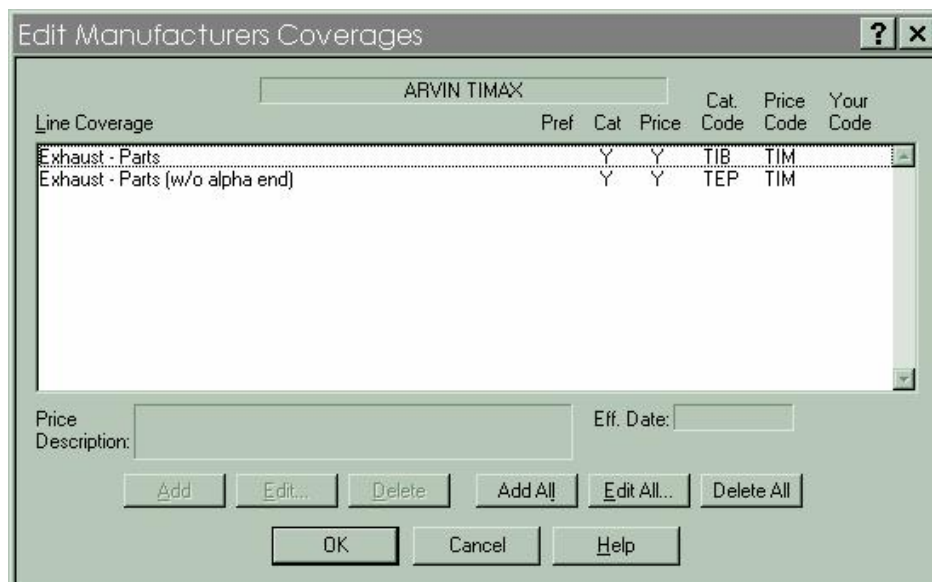 Edit Manufacturers Coverages
? ×
ARVIN TIMAX
Line Coverage Pref Cat Price Cat. Code Price Code Your Code
Exhaust - Parts Y Y TIB TIM
Exhaust - Parts (w/o alpha end) Y Y TEP TIM
Price Description: Eff. Date:
Add Edit... Delete Add All Edit All... Delete All
OK Cancel Help